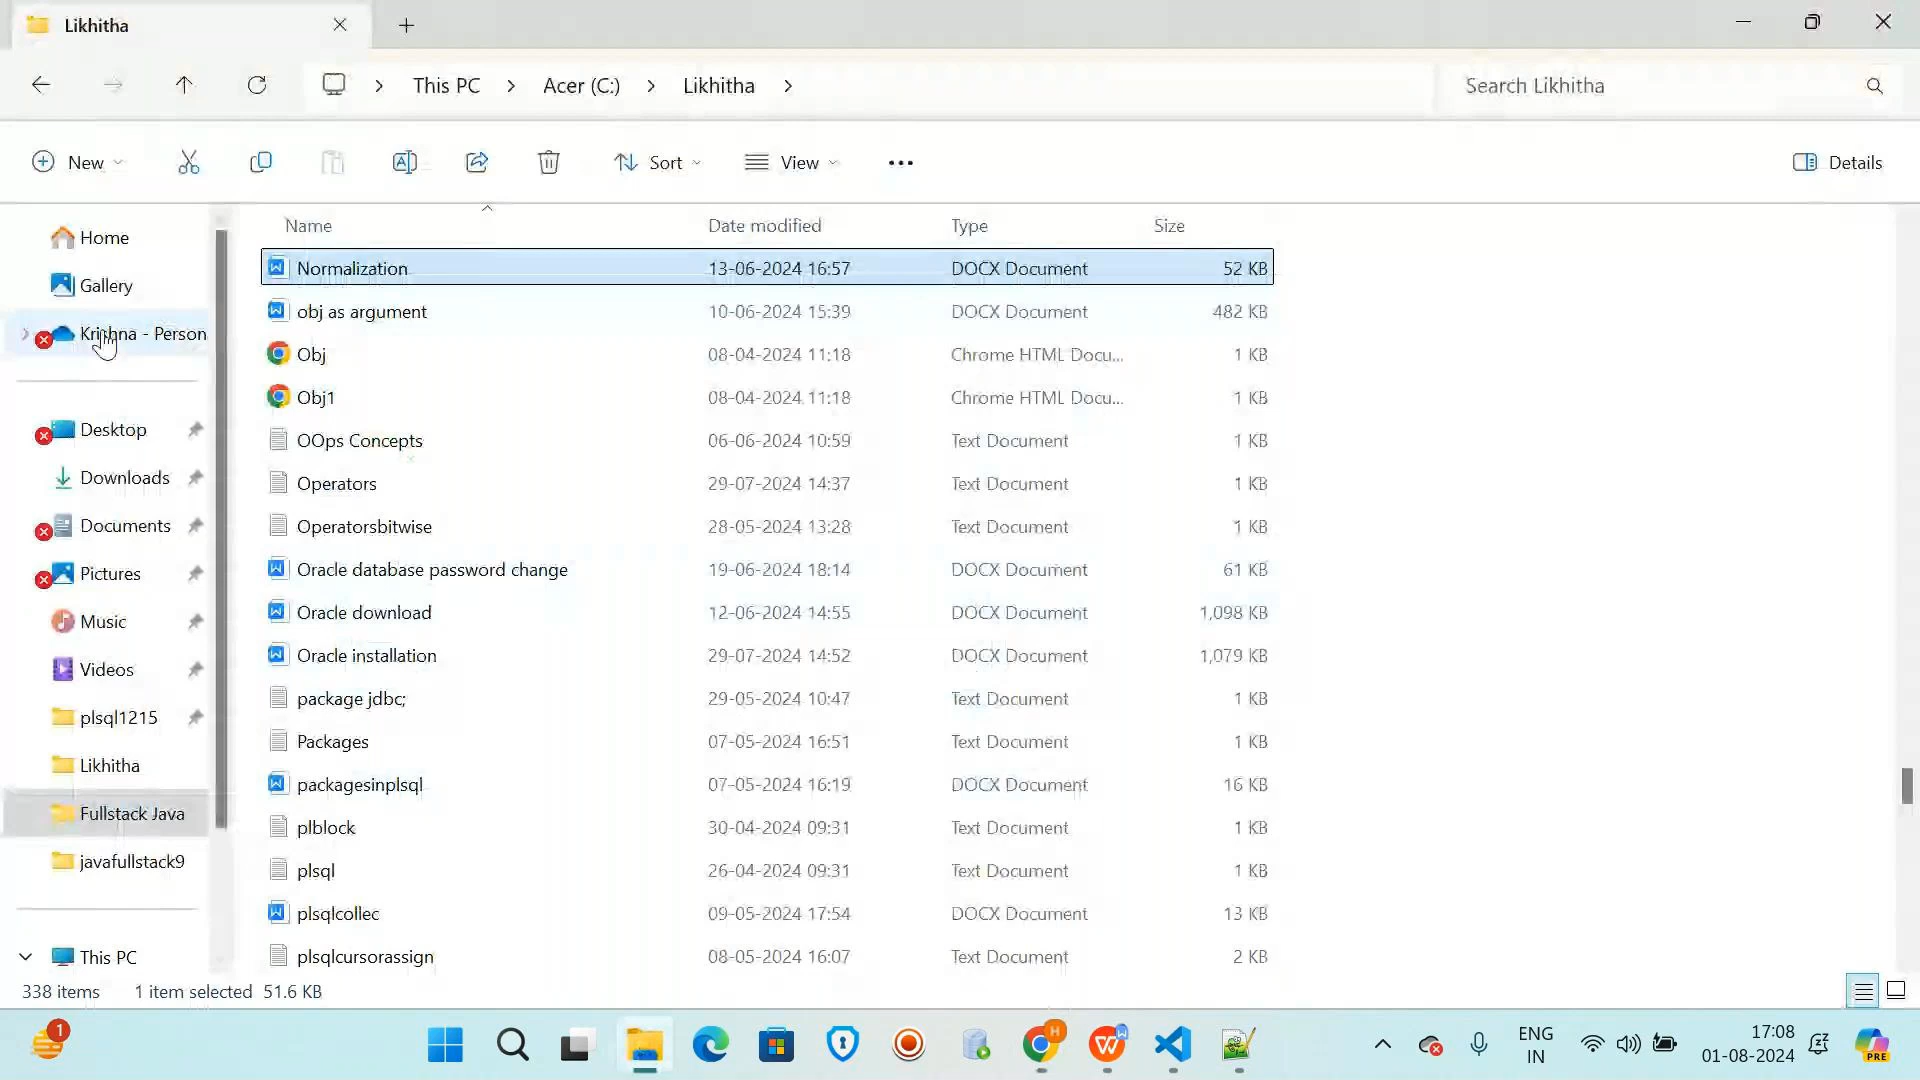 Likhitha
This PC
Acer (C:)
Likhitha
Search Likhitha
New
Sort
View
Details
Home
Gallery
Krishna - Person
Desktop
Downloads
Documents
Pictures
Music
Videos
plsql1215
Likhitha
Fullstack Java
javafullstack9
This PC
Name Date modified Type Size
Normalization 13-06-2024 16:57 DOCX Document 52 KB
obj as argument 10-06-2024 15:39 DOCX Document 482 KB
Obj 08-04-2024 11:18 Chrome HTML Docu... 1 KB
Obj1 08-04-2024 11:18 Chrome HTML Docu... 1 KB
OOps Concepts 06-06-2024 10:59 Text Document 1 KB
Operators 29-07-2024 14:37 Text Document 1 KB
Operatorsbitwise 28-05-2024 13:28 Text Document 1 KB
Oracle database password change 19-06-2024 18:14 DOCX Document 61 KB
Oracle download 12-06-2024 14:55 DOCX Document 1,098 KB
Oracle installation 29-07-2024 14:52 DOCX Document 1,079 KB
package jdbc; 29-05-2024 10:47 Text Document 1 KB
Packages 07-05-2024 16:51 Text Document 1 KB
packagesinplsql 07-05-2024 16:19 DOCX Document 16 KB
plblock 30-04-2024 09:31 Text Document 1 KB
plsql 26-04-2024 09:31 Text Document 1 KB
plsqlcollec 09-05-2024 17:54 DOCX Document 13 KB
plsqlcursorassign 08-05-2024 16:07 Text Document 2 KB
338 items 1 item selected 51.6 KB
1
H
W
ENG
IN
17:08
01-08-2024
PRE